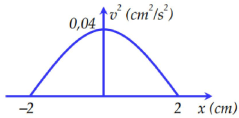 0,04 v² (cm²/s²)
−2 2 x (cm)